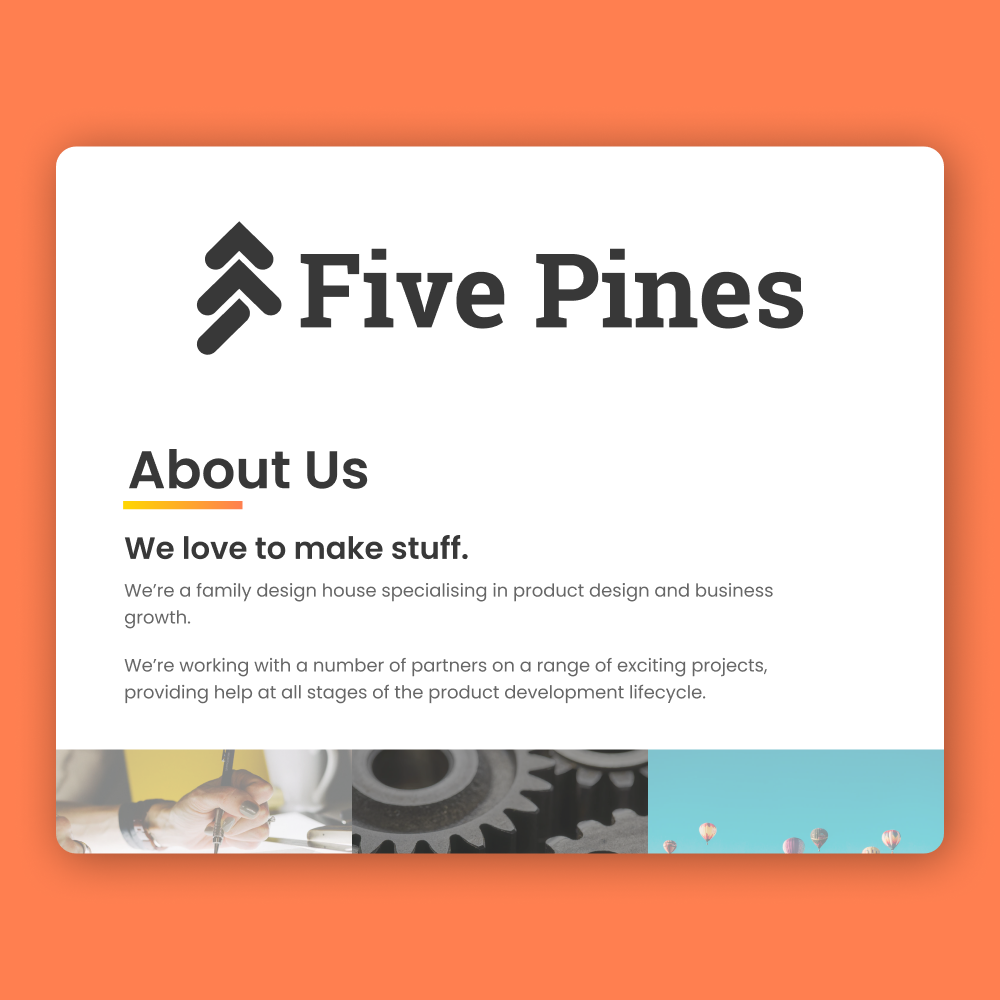 Five Pines
About Us
We love to make stuff.
We’re a family design house specialising in product design and business
growth.
We’re working with a number of partners on a range of exciting projects,
providing help at all stages of the product development lifecycle.